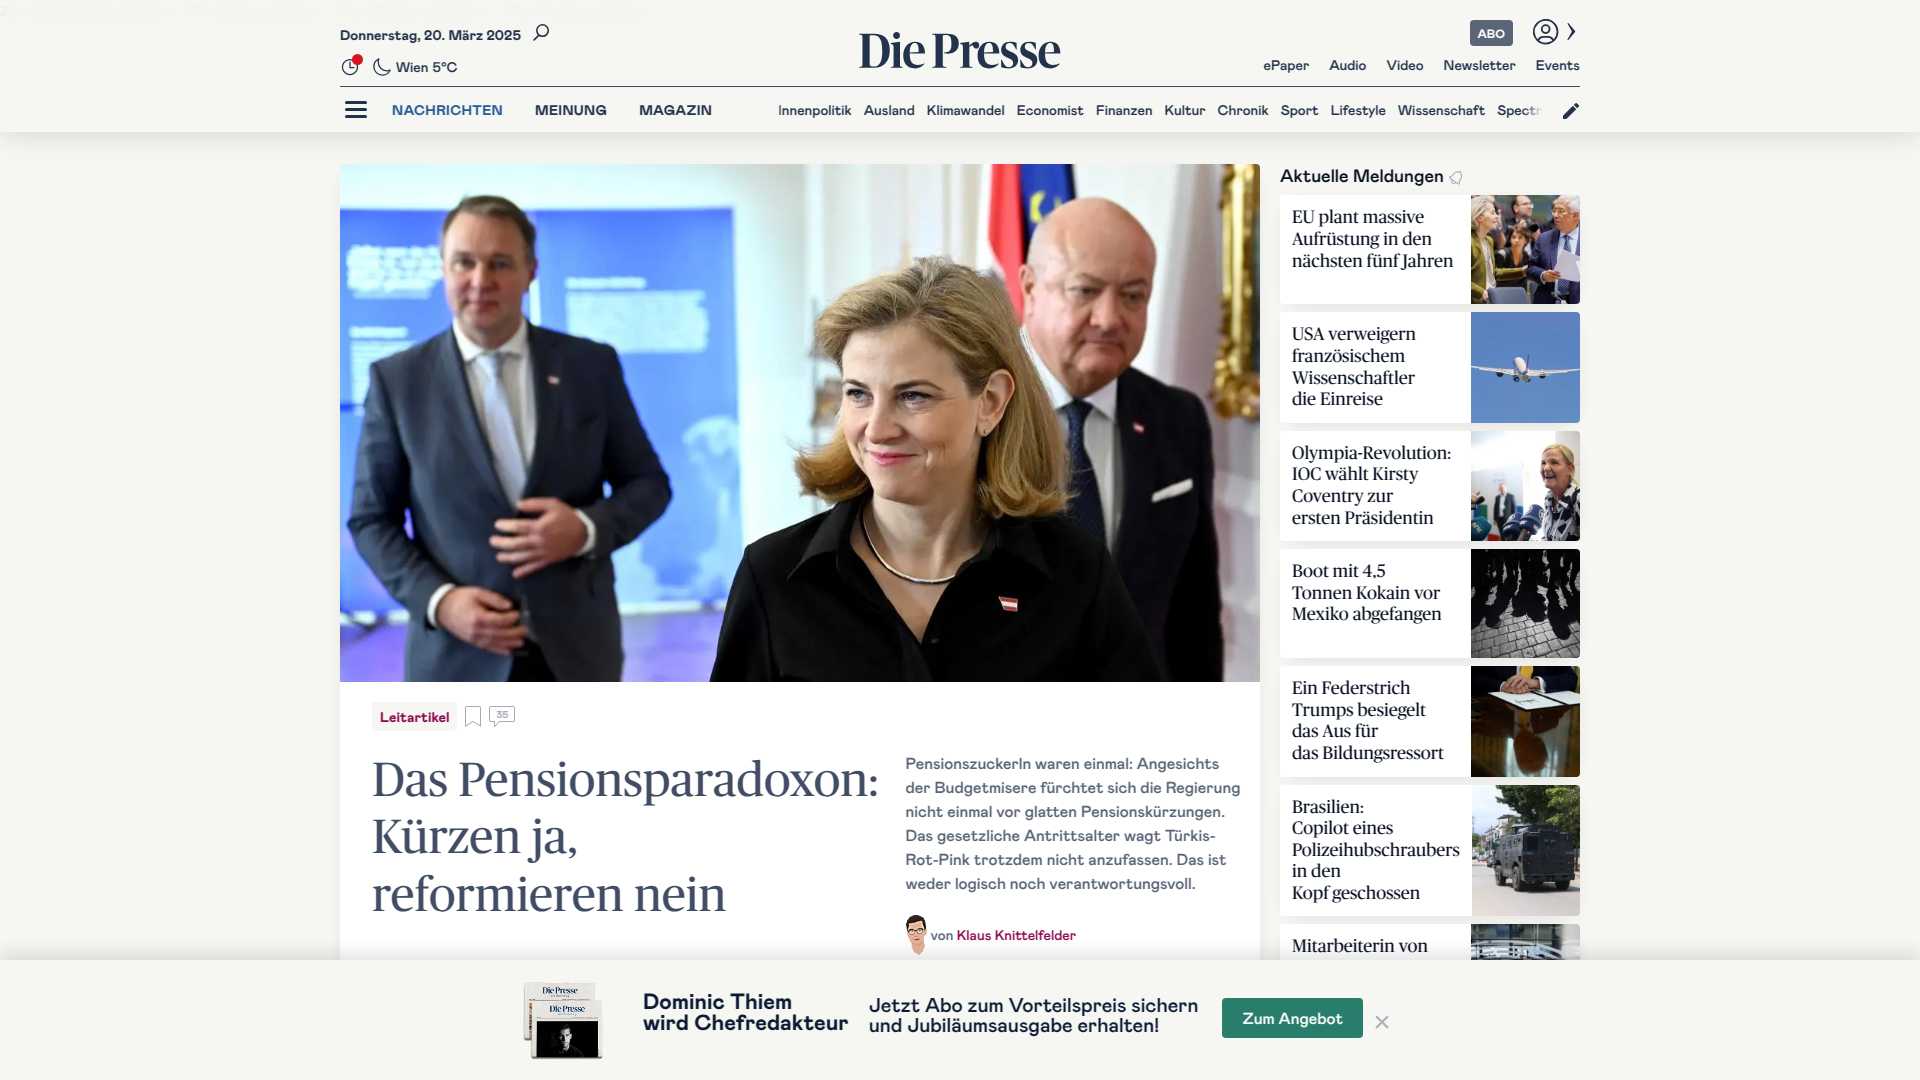 Donnerstag, 20. März 2025
Wien 5°C
Die Presse
ABO
ePaper Audio Video Newsletter Events
NACHRICHTEN MEINUNG MAGAZIN
Innenpolitik Ausland Klimawandel Economist Finanzen Kultur Chronik Sport Lifestyle Wissenschaft Spectr
Leitartikel
35
Das Pensionsparadoxon:
Kürzen ja,
reformieren nein
Pensionszuckerln waren einmal: Angesichts
der Budgetmisere fürchtet sich die Regierung
nicht einmal vor glatten Pensionskürzungen.
Das gesetzliche Antrittsalter wagt Türkis-
Rot-Pink trotzdem nicht anzufassen. Das ist
weder logisch noch verantwortungsvoll.
von Klaus Knittelfelder
Aktuelle Meldungen
EU plant massive
Aufrüstung in den
nächsten fünf Jahren
USA verweigern
französischem
Wissenschaftler
die Einreise
Olympia-Revolution:
IOC wählt Kirsty
Coventry zur
ersten Präsidentin
Boot mit 4,5
Tonnen Kokain vor
Mexiko abgefangen
Ein Federstrich
Trumps besiegelt
das Aus für
das Bildungsressort
Brasilien:
Copilot eines
Polizeihubschraubers
in den
Kopf geschossen
Mitarbeiterin von
Die Presse
Die Presse
Dominic Thiem
wird Chefredakteur
Jetzt Abo zum Vorteilspreis sichern
und Jubiläumsausgabe erhalten!
Zum Angebot